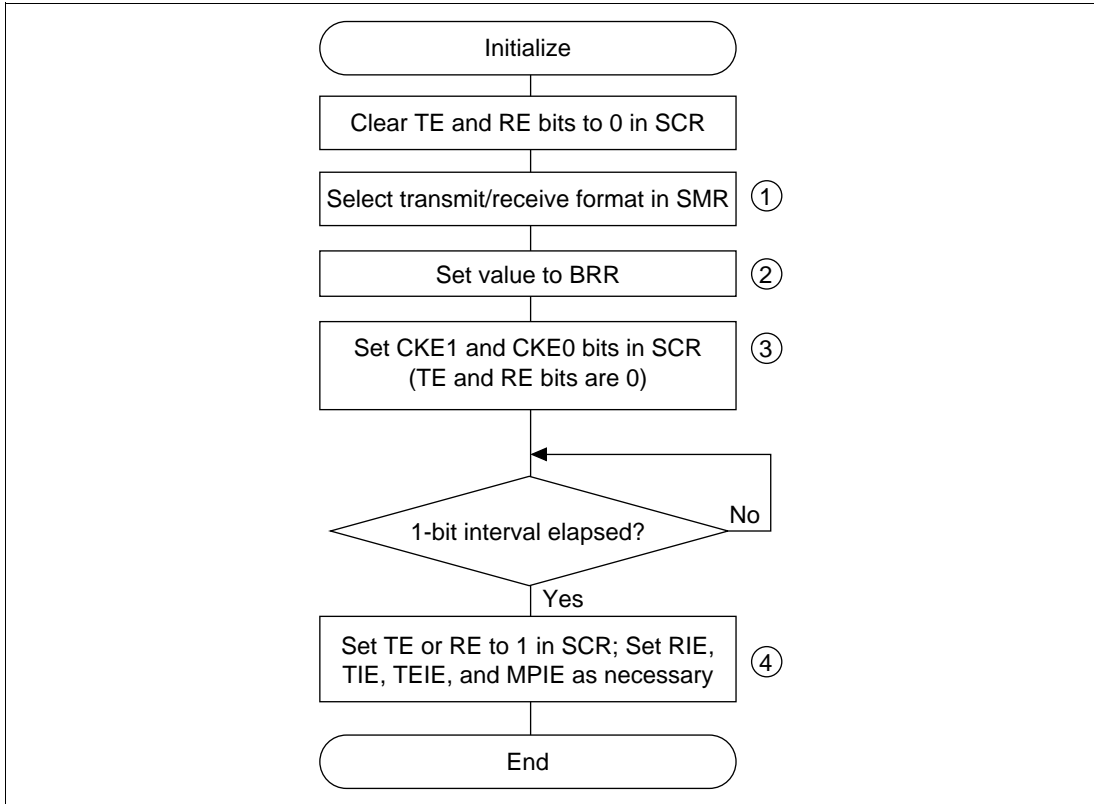 Initialize
Clear TE and RE bits to 0 in SCR
Select transmit/receive format in SMR
1
Set value to BRR
2
Set CKE1 and CKE0 bits in SCR
(TE and RE bits are 0)
3
1-bit interval elapsed?
No
Yes
Set TE or RE to 1 in SCR; Set RIE,
TIE, TEIE, and MPIE as necessary
4
End